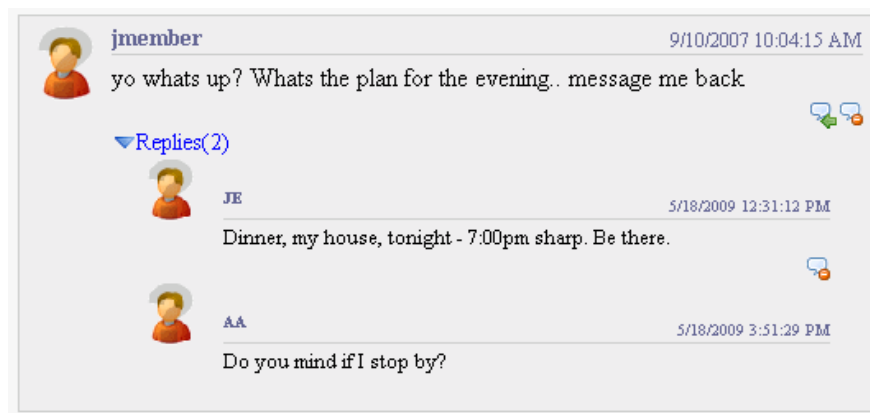 jmember 9/10/2007 10:04:15 AM
yo whats up? Whats the plan for the evening.. message me back
Replies(2)
JE 5/18/2009 12:31:12 PM
Dinner, my house, tonight - 7:00pm sharp. Be there.
AA 5/18/2009 3:51:29 PM
Do you mind if I stop by?